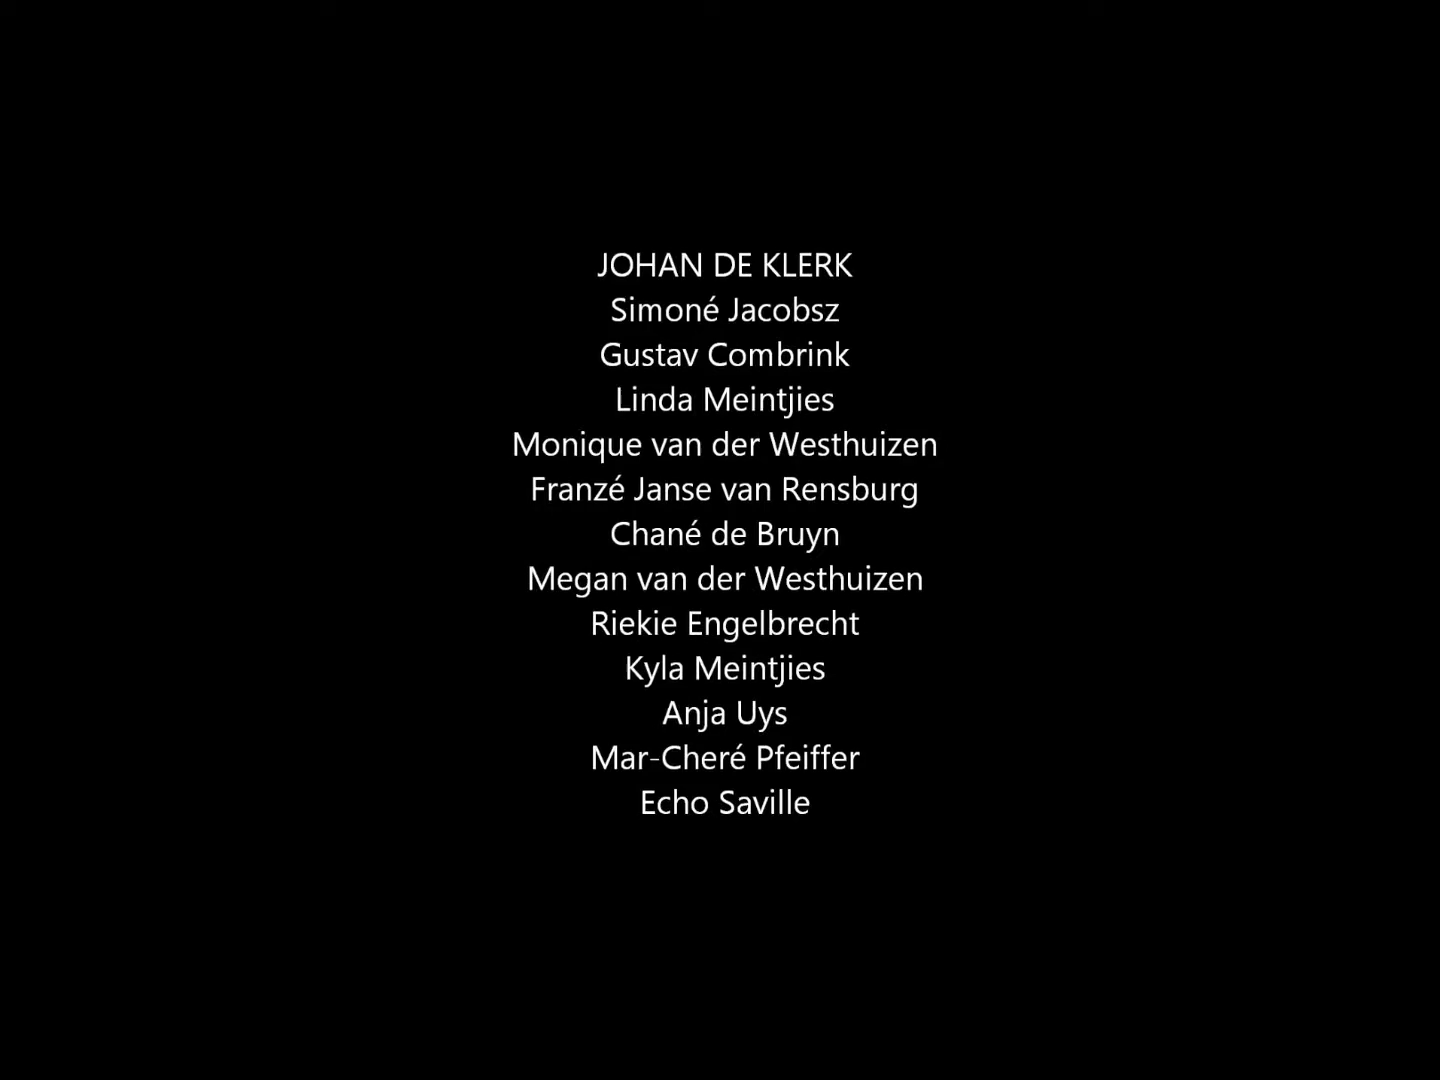 JOHAN DE KLERK
Simoné Jacobsz
Gustav Combrink
Linda Meintjies
Monique van der Westhuizen
Franzé Janse van Rensburg
Chané de Bruyn
Megan van der Westhuizen
Riekie Engelbrecht
Kyla Meintjies
Anja Uys
Mar-Cheré Pfeiffer
Echo Saville